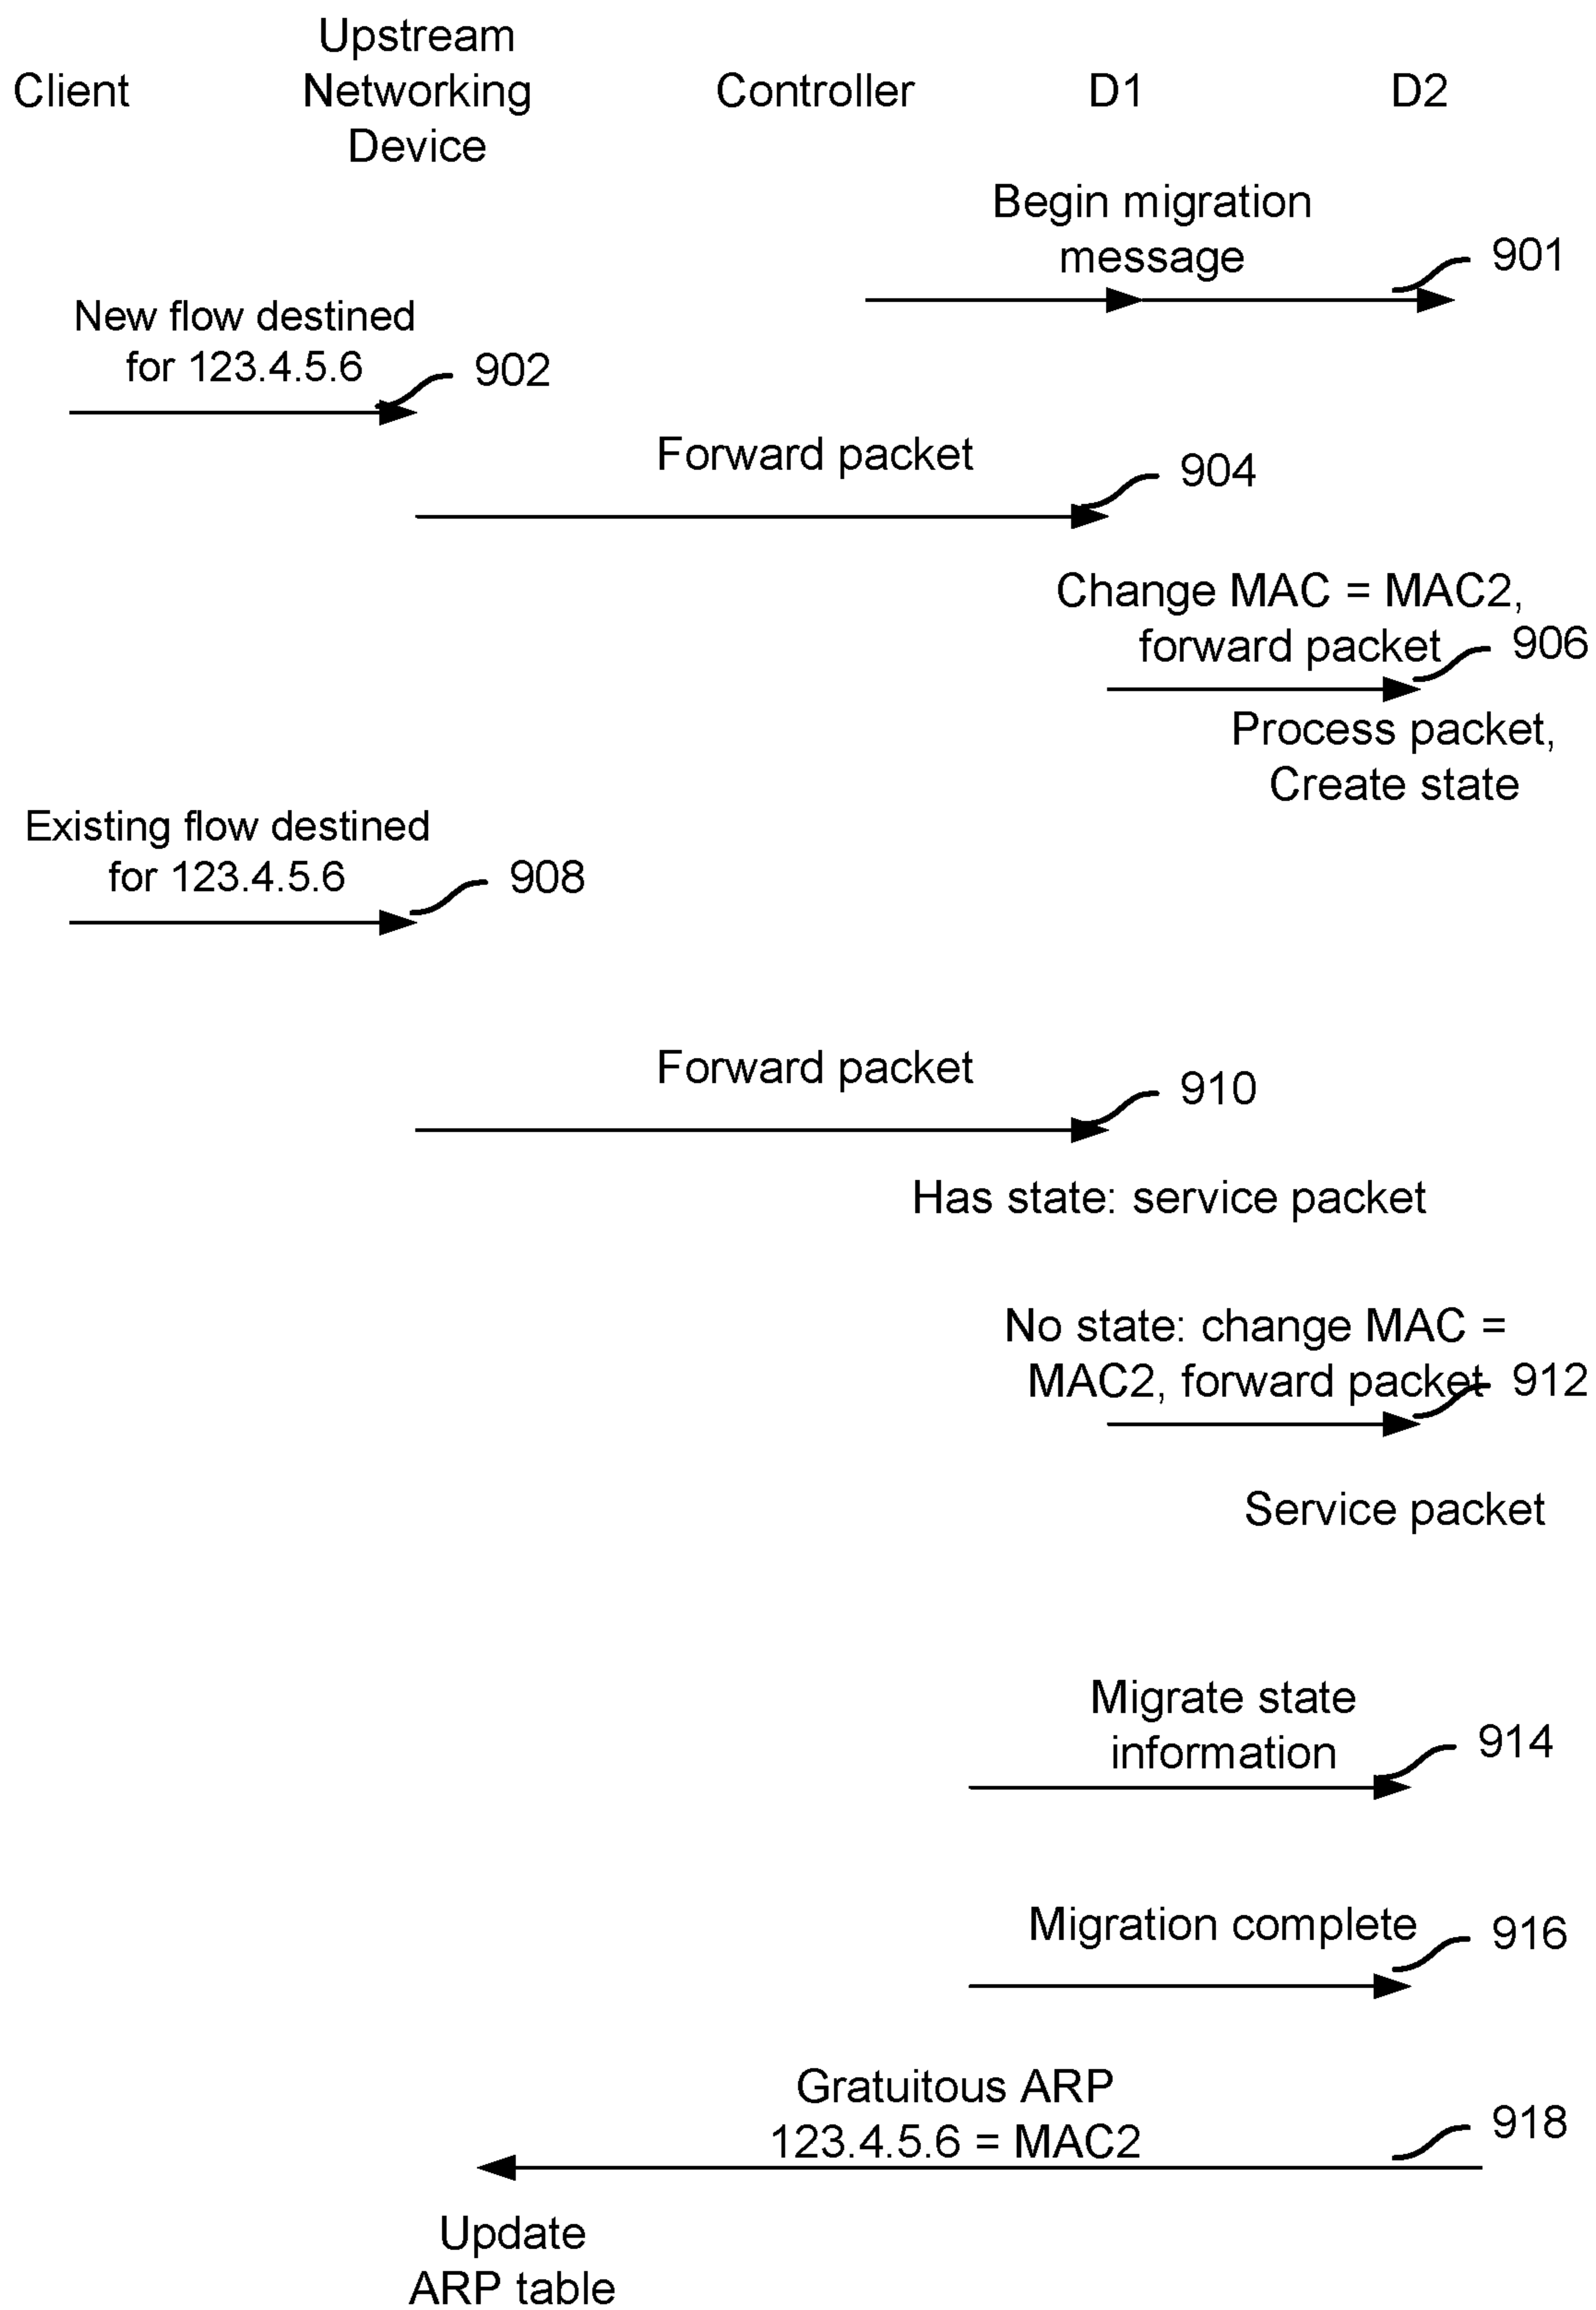 Client
Upstream
Networking
Device
Controller
D1
D2
Begin migration
message
901
New flow destined
for 123.4.5.6
902
Forward packet
904
Change MAC = MAC2,
forward packet
906
Process packet,
Create state
Existing flow destined
for 123.4.5.6
908
Forward packet
910
Has state: service packet
No state: change MAC =
MAC2, forward packet
912
Service packet
Migrate state
information
914
Migration complete
916
Gratuitous ARP
123.4.5.6 = MAC2
918
Update
ARP table